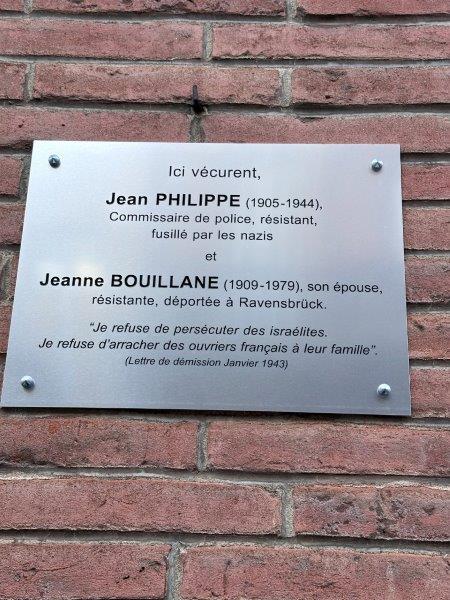 Ici vécurent,
Jean PHILIPPE (1905-1944),
Commissaire de police, résistant,
fusillé par les nazis
et
Jeanne BOUILLANE (1909-1979), son épouse,
résistante, déportée à Ravensbrück.
"Je refuse de persécuter des israélites.
Je refuse d'arracher des ouvriers français à leur famille".
(Lettre de démission Janvier 1943)